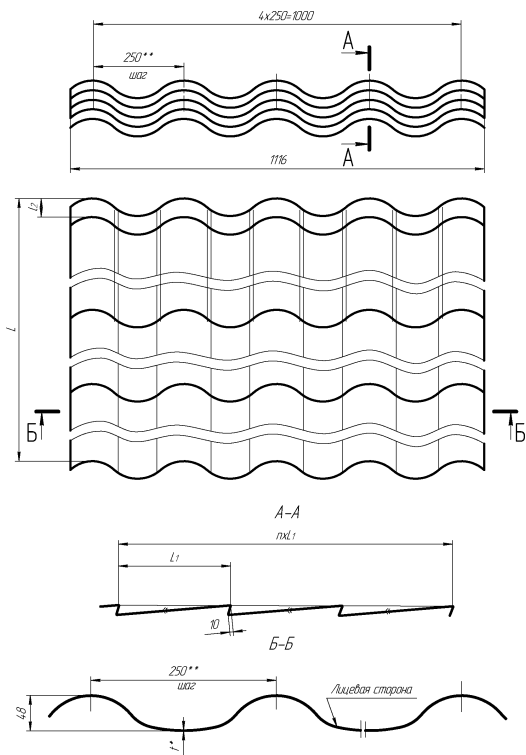 4x250=1000
250**
шаг
А
А
1116
l2
L
Б
Б
А-А
nxL1
L1
10
Б-Б
250**
шаг
Лицевая сторона
48
t*